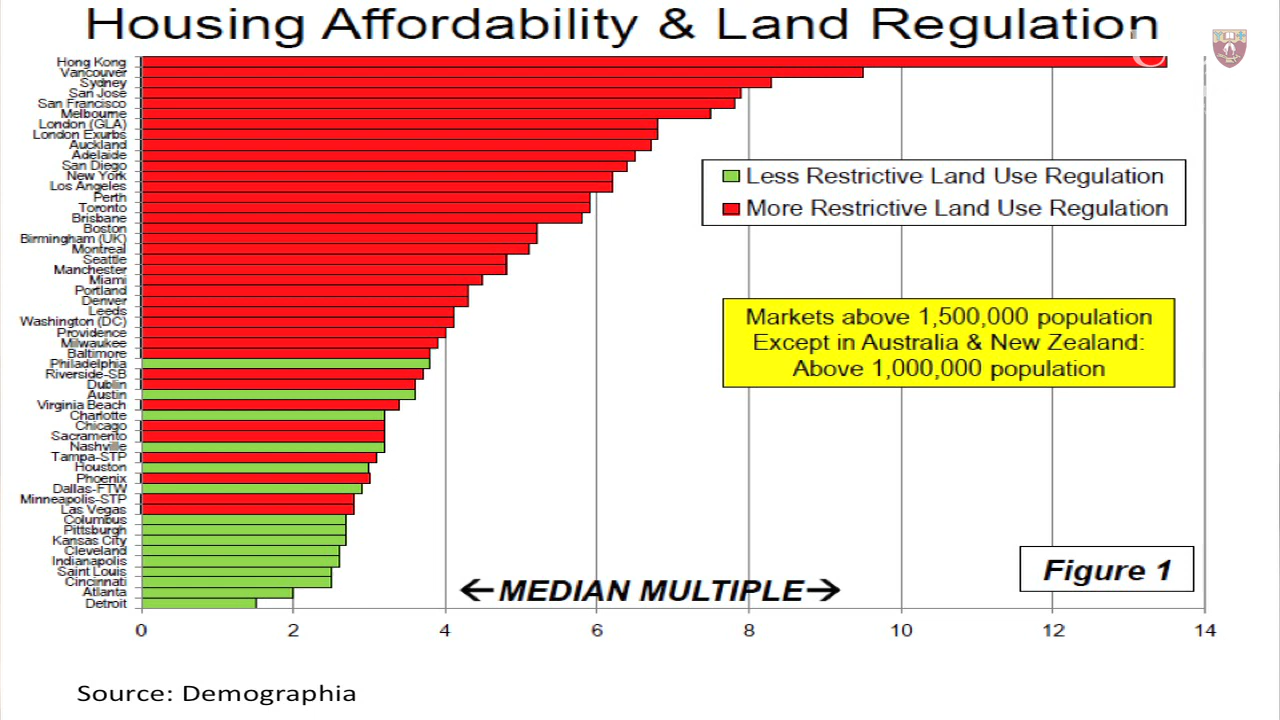 Housing Affordability & Land Regulation
Hong Kong
Vancouver
Sydney
San Jose
San Francisco
Melbourne
London (GLA)
London Exurbs
Auckland
Adelaide
San Diego
New York
Los Angeles
Perth
Toronto
Brisbane
Boston
Birmingham (UK)
Montreal
Seattle
Manchester
Miami
Portland
Denver
Leeds
Washington (DC)
Providence
Milwaukee
Baltimore
Philadelphia
Riverside-SB
Dublin
Austin
Virginia Beach
Charlotte
Chicago
Sacramento
Nashville
Tampa-STP
Houston
Phoenix
Dallas-FTW
Minneapolis-STP
Las Vegas
Columbus
Pittsburgh
Kansas City
Cleveland
Indianapolis
Saint Louis
Cincinnati
Atlanta
Detroit
Less Restrictive Land Use Regulation
More Restrictive Land Use Regulation
Markets above 1,500,000 population
Except in Australia & New Zealand:
Above 1,000,000 population
Figure 1
←MEDIAN MULTIPLE→
0 2 4 6 8 10 12 14
Source: Demographia